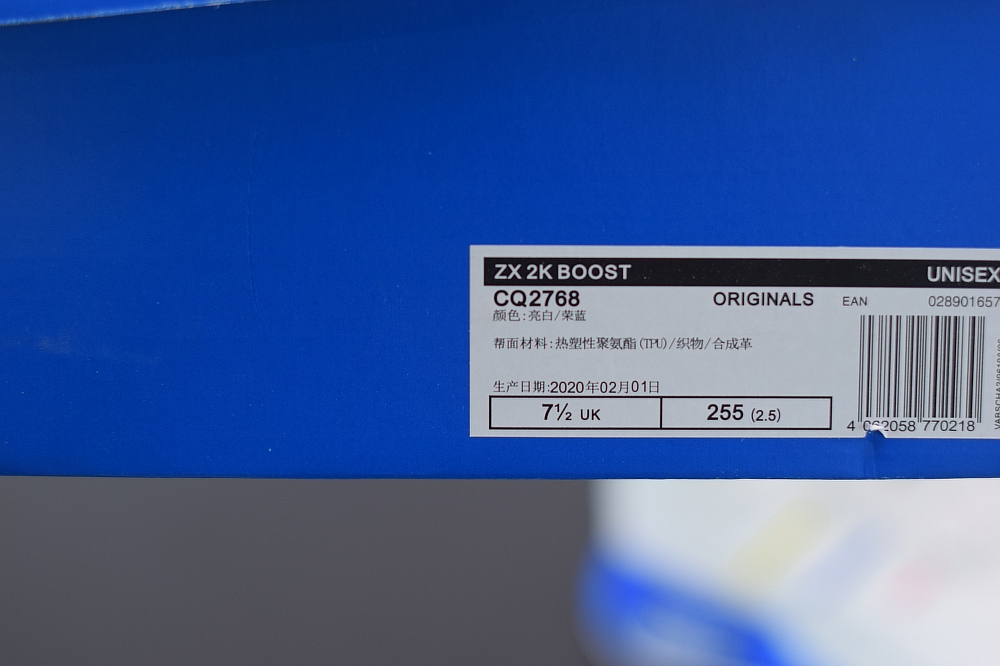 ZX 2K BOOST UNISEX
CQ2768 ORIGINALS EAN 028901657
颜色:亮白/荣蓝
帮面材料:热塑性聚氨酯(TPU)/织物/合成革
生产日期:2020年02月01日
7½ UK 255 (2.5)
4 062058 770218